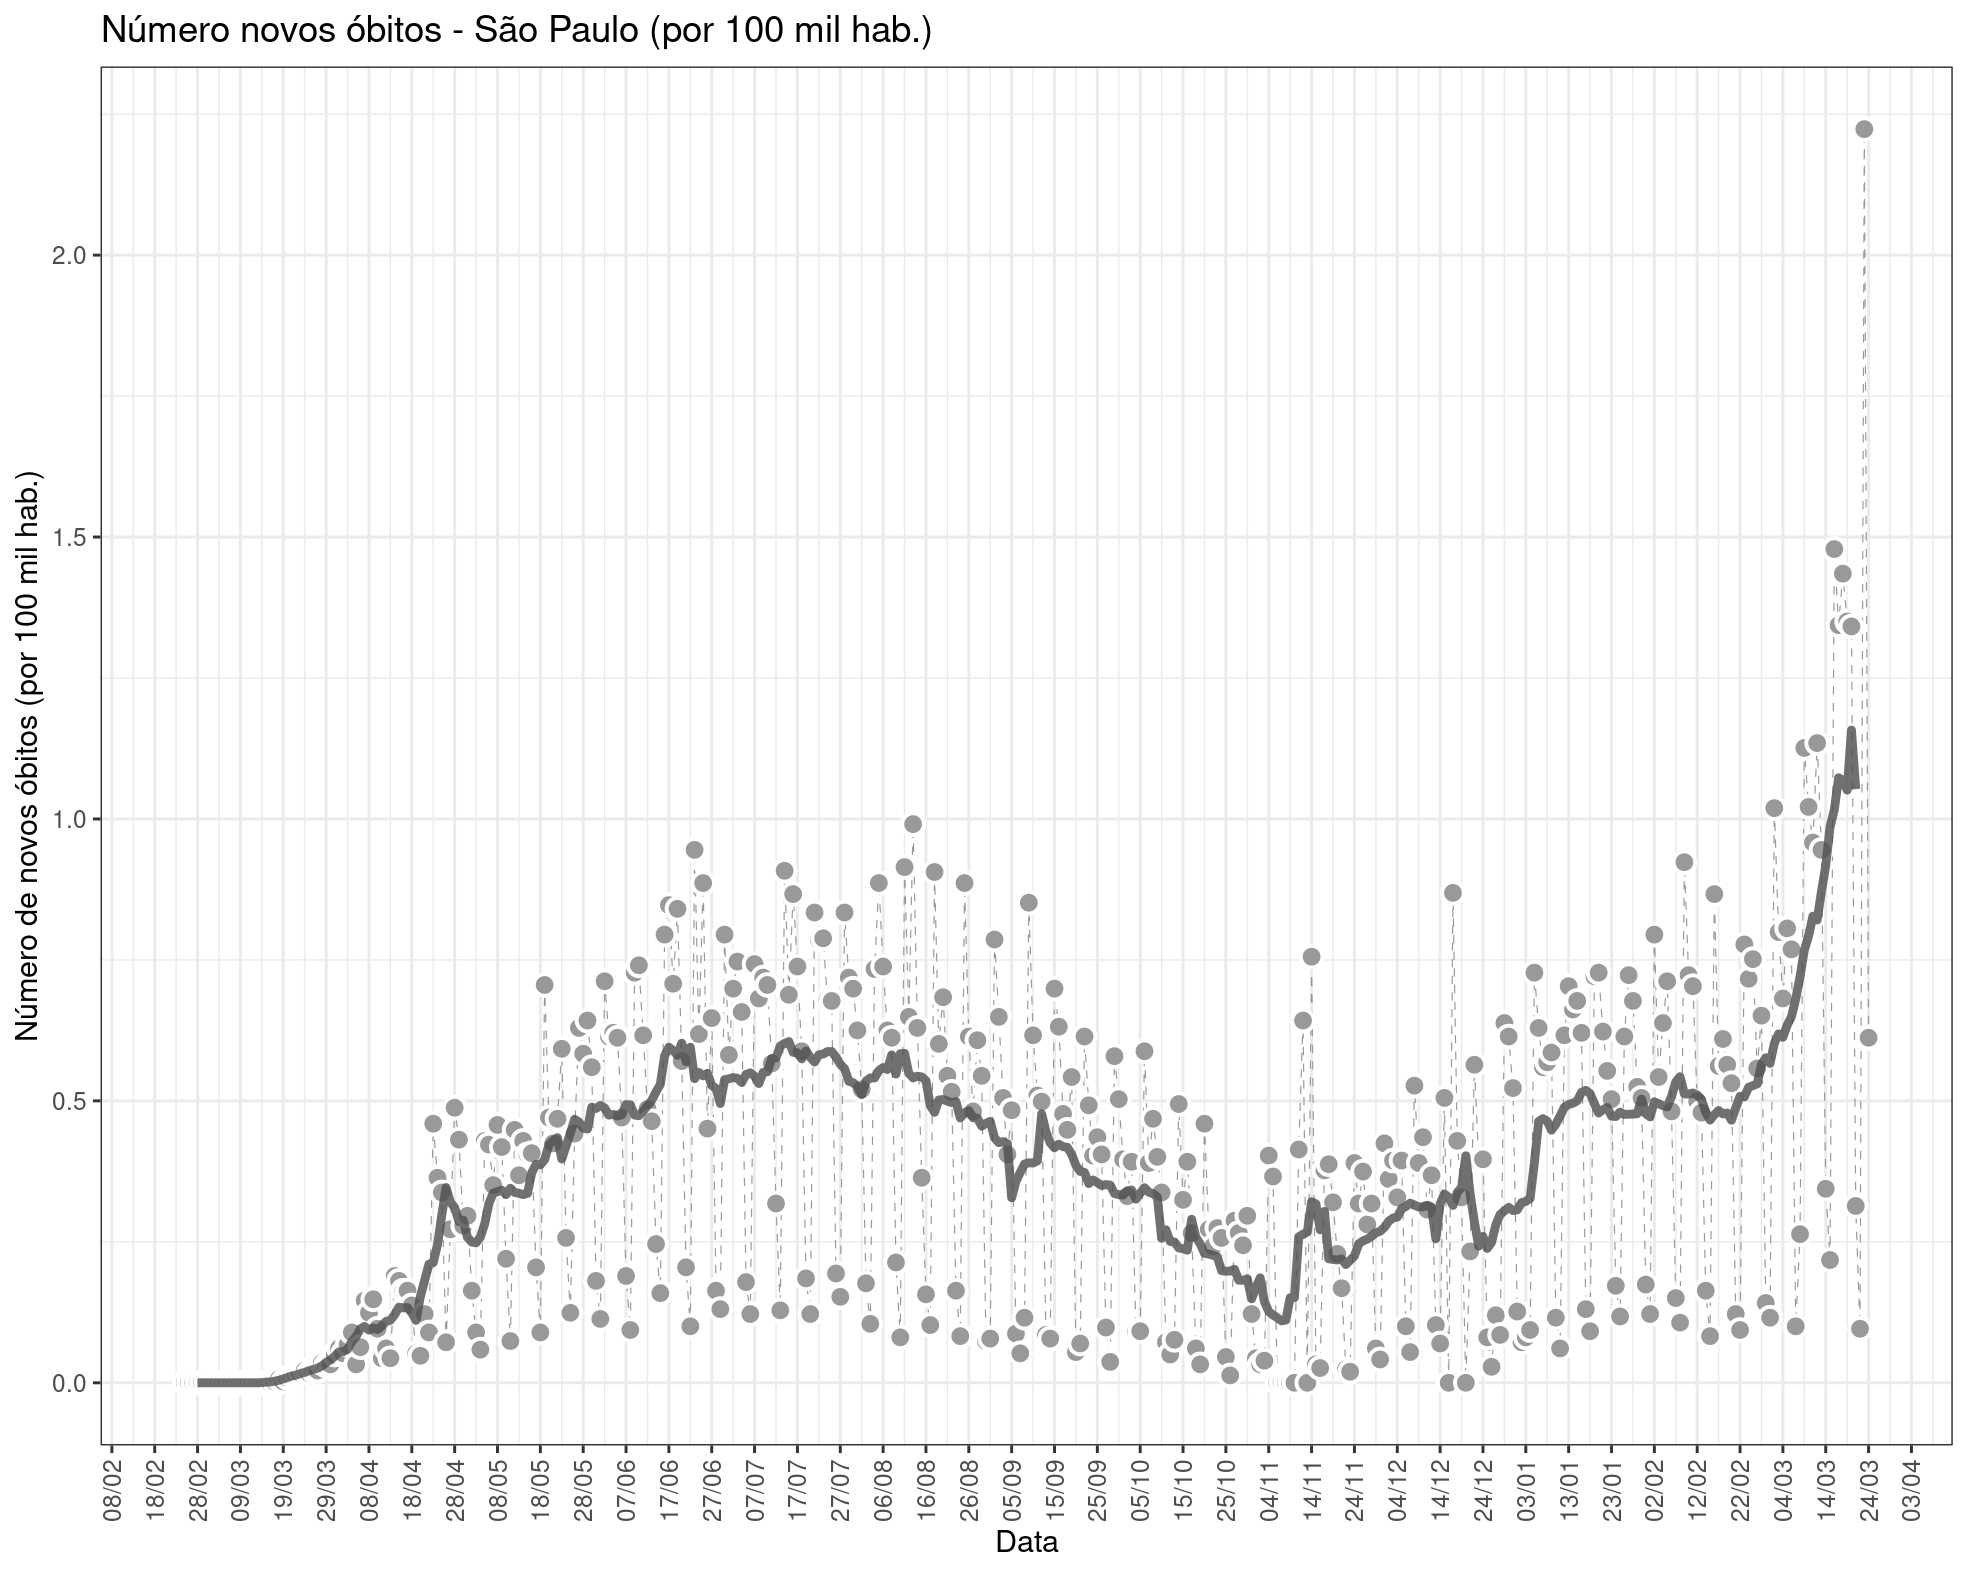 Número novos óbitos - São Paulo (por 100 mil hab.)
Número de novos óbitos (por 100 mil hab.)
2.0
1.5
1.0
0.5
0.0
08/02 18/02 28/02 09/03 19/03 29/03 08/04 18/04 28/04 08/05 18/05 28/05 07/06 17/06 27/06 07/07 17/07 27/07 06/08 16/08 26/08 05/09 15/09 25/09 05/10 15/10 25/10 04/11 14/11 24/11 04/12 14/12 24/12 03/01 13/01 23/01 02/02 12/02 22/02 04/03 14/03 24/03 03/04
Data